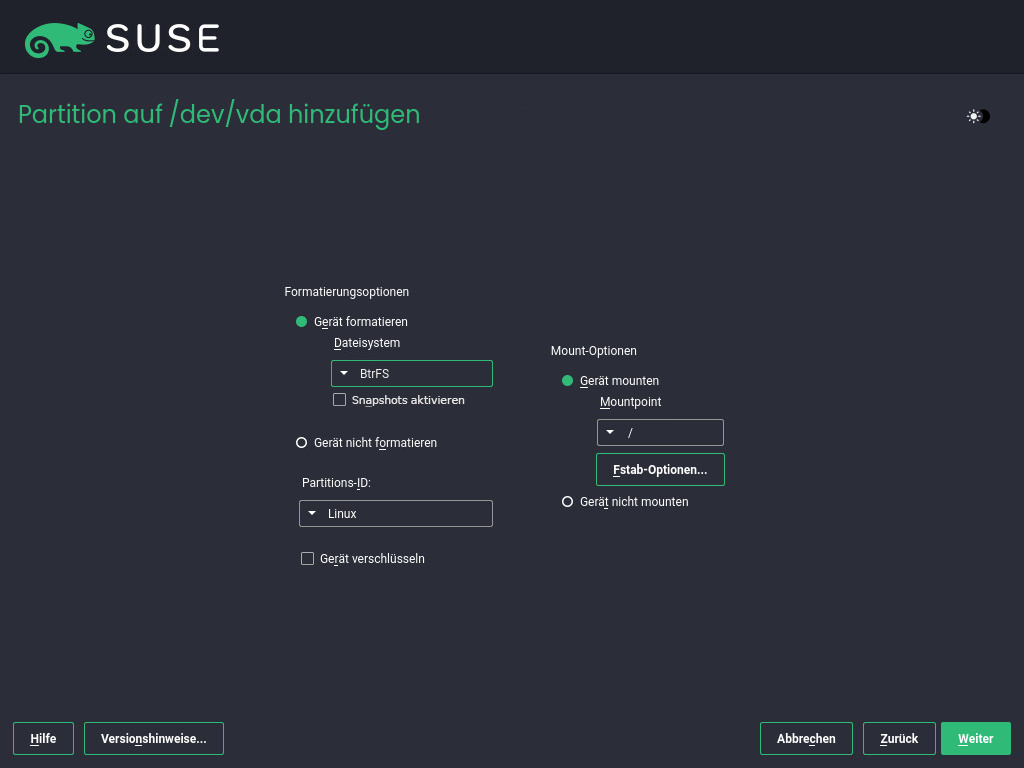 SUSE
Partition auf /dev/vda hinzufügen
Formatierungsoptionen
Gerät formatieren
Dateisystem
BtrFS
Snapshots aktivieren
Gerät nicht formatieren
Partitions-ID:
Linux
Gerät verschlüsseln
Mount-Optionen
Gerät mounten
Mountpoint
/
Fstab-Optionen...
Gerät nicht mounten
Hilfe
Versionshinweise...
Abbrechen
Zurück
Weiter